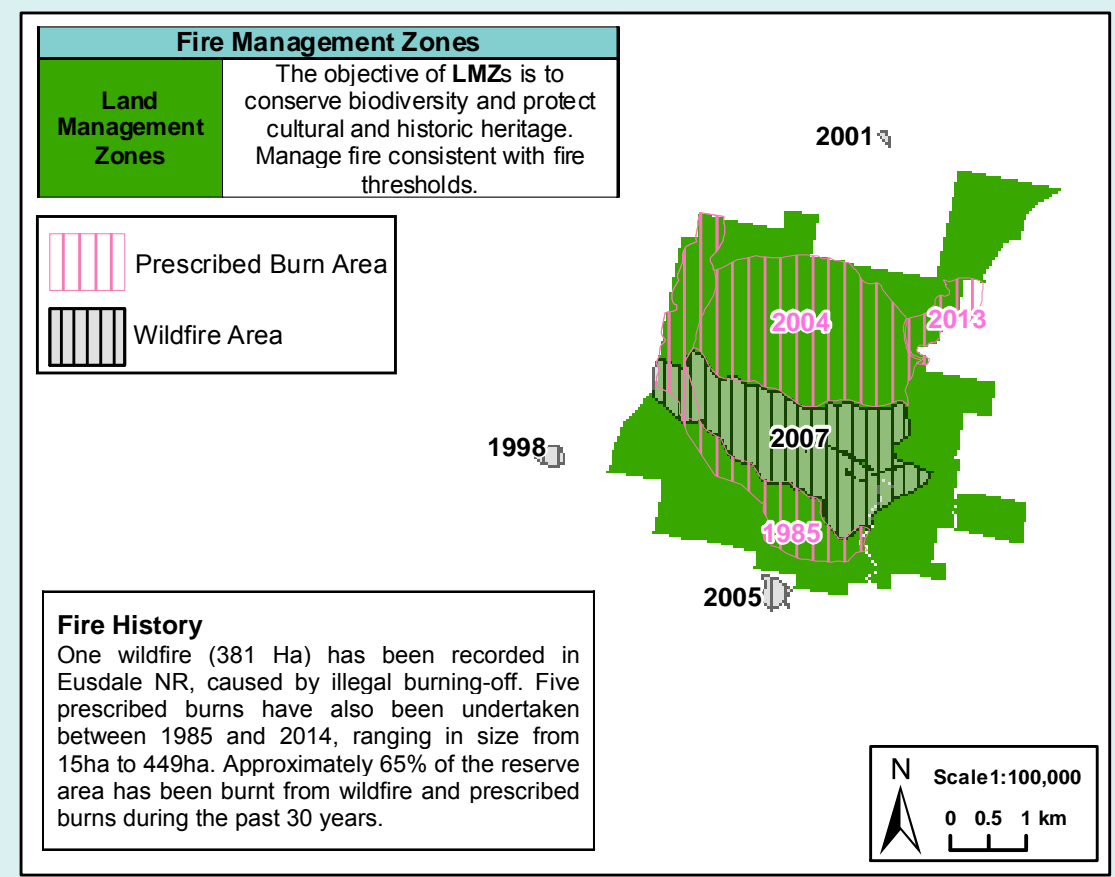 Fire Management Zones
Land
Management
Zones
The objective of LMZs is to
conserve biodiversity and protect
cultural and historic heritage.
Manage fire consistent with fire
thresholds.
Prescribed Burn Area
Wildfire Area
2001
2004
2013
2007
1998
1985
2005
Fire History
One wildfire (381 Ha) has been recorded in
Eusdale NR, caused by illegal burning-off. Five
prescribed burns have also been undertaken
between 1985 and 2014, ranging in size from
15ha to 449ha. Approximately 65% of the reserve
area has been burnt from wildfire and prescribed
burns during the past 30 years.
N
Scale1:100,000
0 0.5 1 km